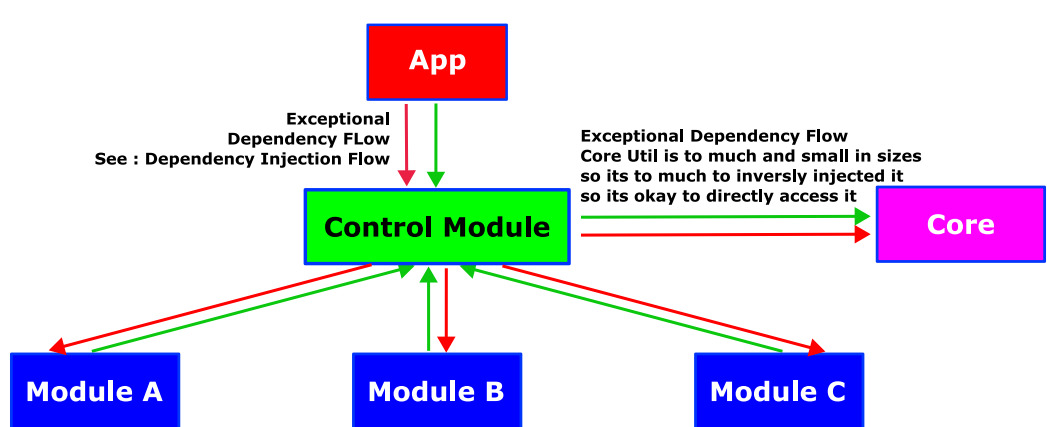 App
Exceptional
Dependency FLow
See : Dependency Injection Flow
Exceptional Dependency Flow
Core Util is to much and small in sizes
so its to much to inversly injected it
so its okay to directly access it
Control Module
Core
Module A
Module B
Module C